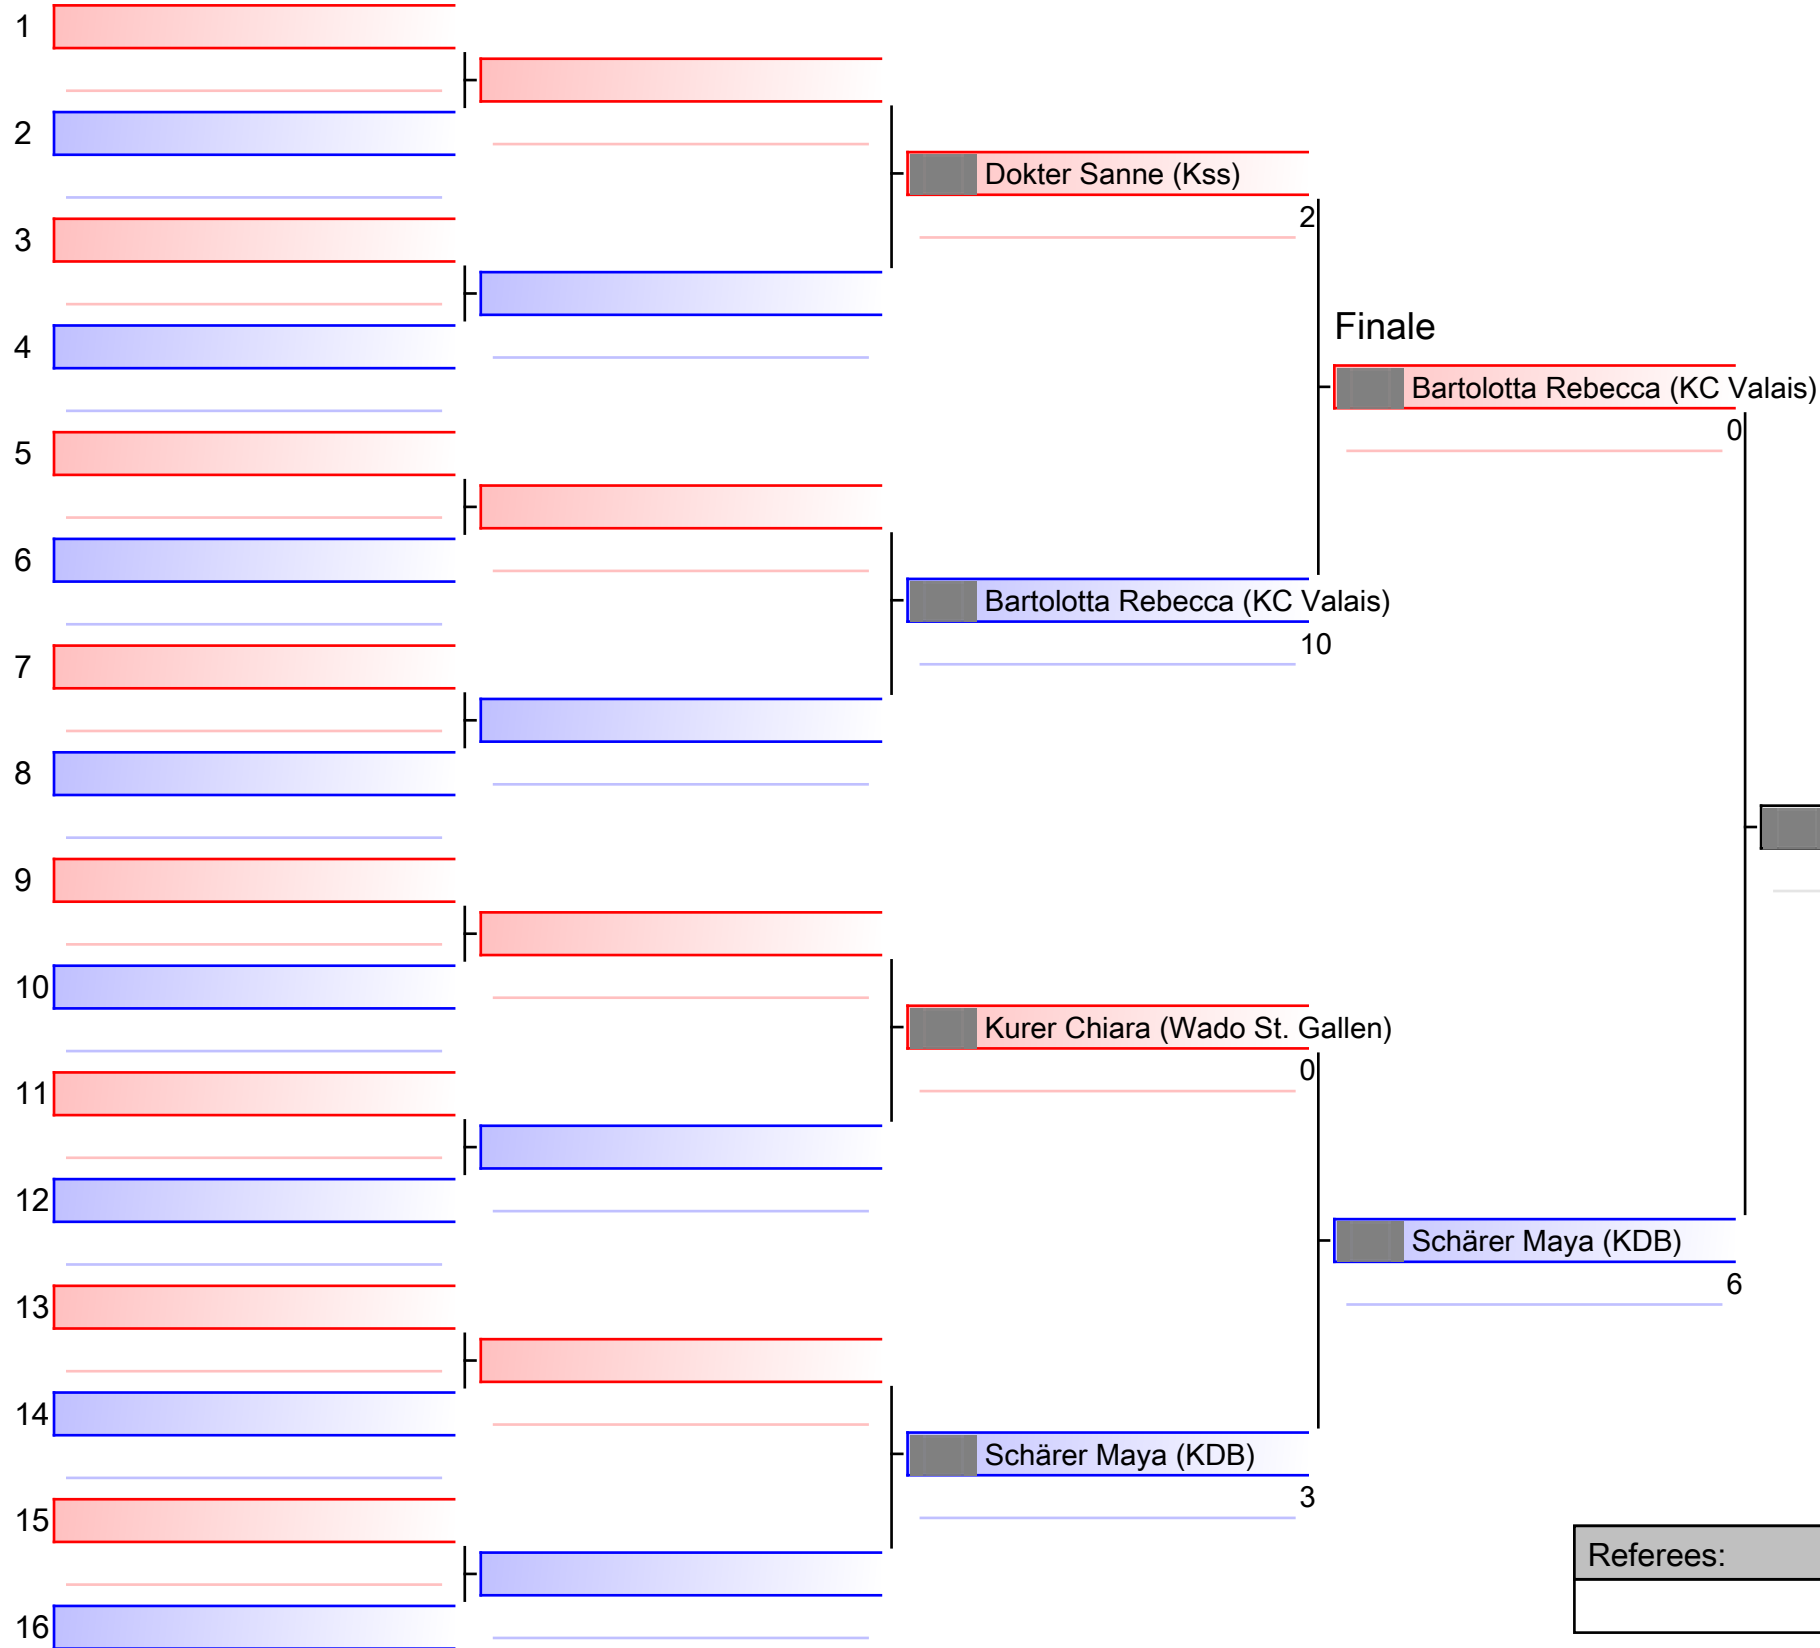 1
2
Dokter Sanne (Kss)
2
3
Finale
4
Bartolotta Rebecca (KC Valais)
0
5
6
Bartolotta Rebecca (KC Valais)
10
7
8
9
10
Kurer Chiara (Wado St. Gallen)
0
11
12
Schärer Maya (KDB)
6
13
14
Schärer Maya (KDB)
3
15
Referees:
16